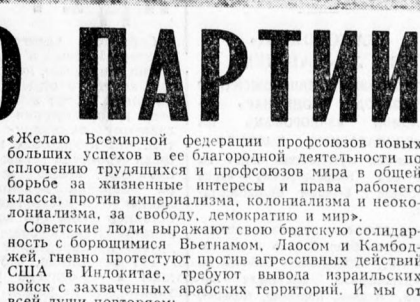 О ПАРТИИ
«Желаю Всемирной федерации профсоюзов новых
больших успехов в ее благородной деятельности по
сплочению трудящихся и профсоюзов мира в общей
борьбе за жизненные интересы и права рабочего
класса, против империализма, колониализма и неоко-
лониализма, за свободу, демократию и мир».
Советские люди выражают свою братскую солидар-
ность с борющимися Вьетнамом, Лаосом и Камбод-
жей, гневно протестуют против агрессивных действий
США в Индокитае, требуют вывода израильских
войск с захваченных арабских территорий. И мы от
всей души повторяем: